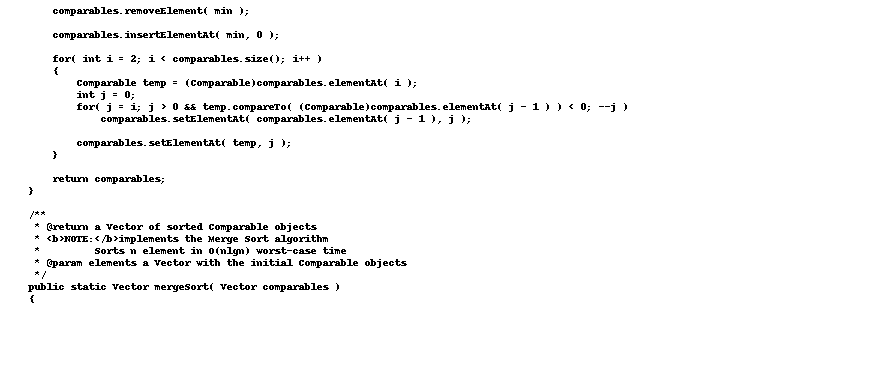 comparables.removeElement( min );
comparables.insertElementAt( min, 0 );
for( int i = 2; i < comparables.size(); i++ )
{
Comparable temp = (Comparable)comparables.elementAt( i );
int j = 0;
for( j = i; j > 0 && temp.compareTo( (Comparable)comparables.elementAt( j - 1 ) ) < 0; --j )
comparables.setElementAt( comparables.elementAt( j - 1 ), j );
comparables.setElementAt( temp, j );
}
return comparables;
}
/**
* @return a Vector of sorted Comparable objects
* <b>NOTE:</b>implements the Merge Sort algorithm
* Sorts n element in O(nlgn) worst-case time
* @param elements a Vector with the initial Comparable objects
*/
public static Vector mergeSort( Vector comparables )
{